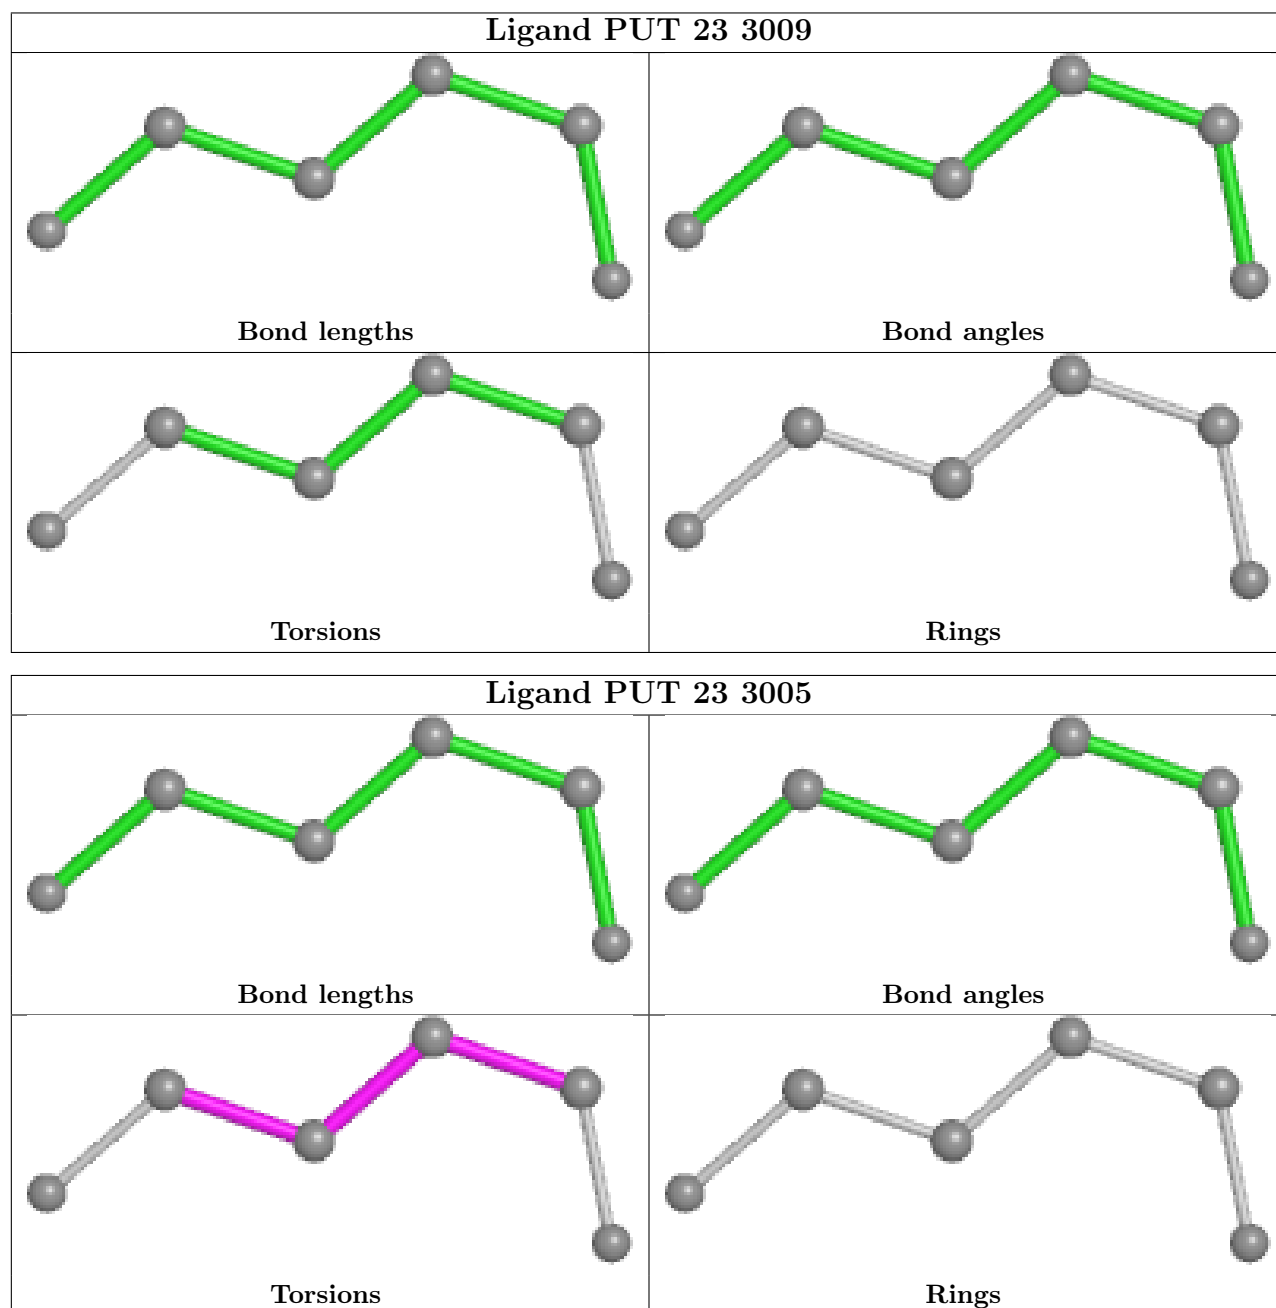 Ligand PUT 23 3009
Bond lengths
Bond angles
Torsions
Rings
Ligand PUT 23 3005
Bond lengths
Bond angles
Torsions
Rings